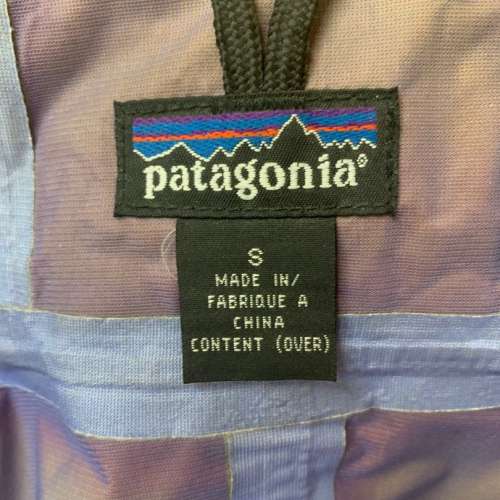 patagonia®
S
MADE IN/
FABRIQUE A
CHINA
CONTENT (OVER)